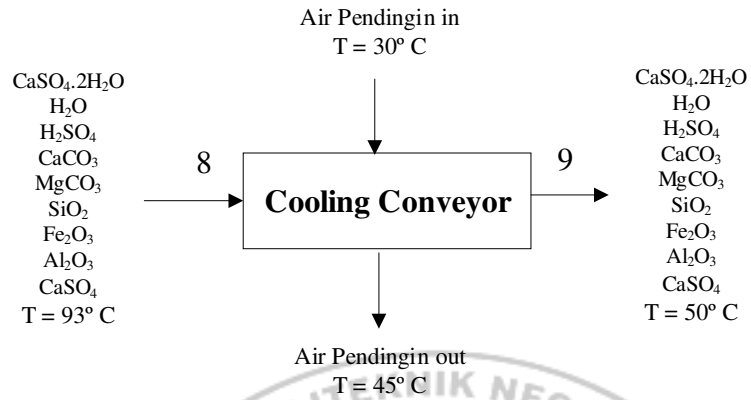 Air Pendingin in
T = 30º C
CaSO₄.2H₂O
H₂O
H₂SO₄
CaCO₃
MgCO₃
SiO₂
Fe₂O₃
Al₂O₃
CaSO₄
T = 93º C
8
Cooling Conveyor
9
CaSO₄.2H₂O
H₂O
H₂SO₄
CaCO₃
MgCO₃
SiO₂
Fe₂O₃
Al₂O₃
CaSO₄
T = 50º C
Air Pendingin out
T = 45º C